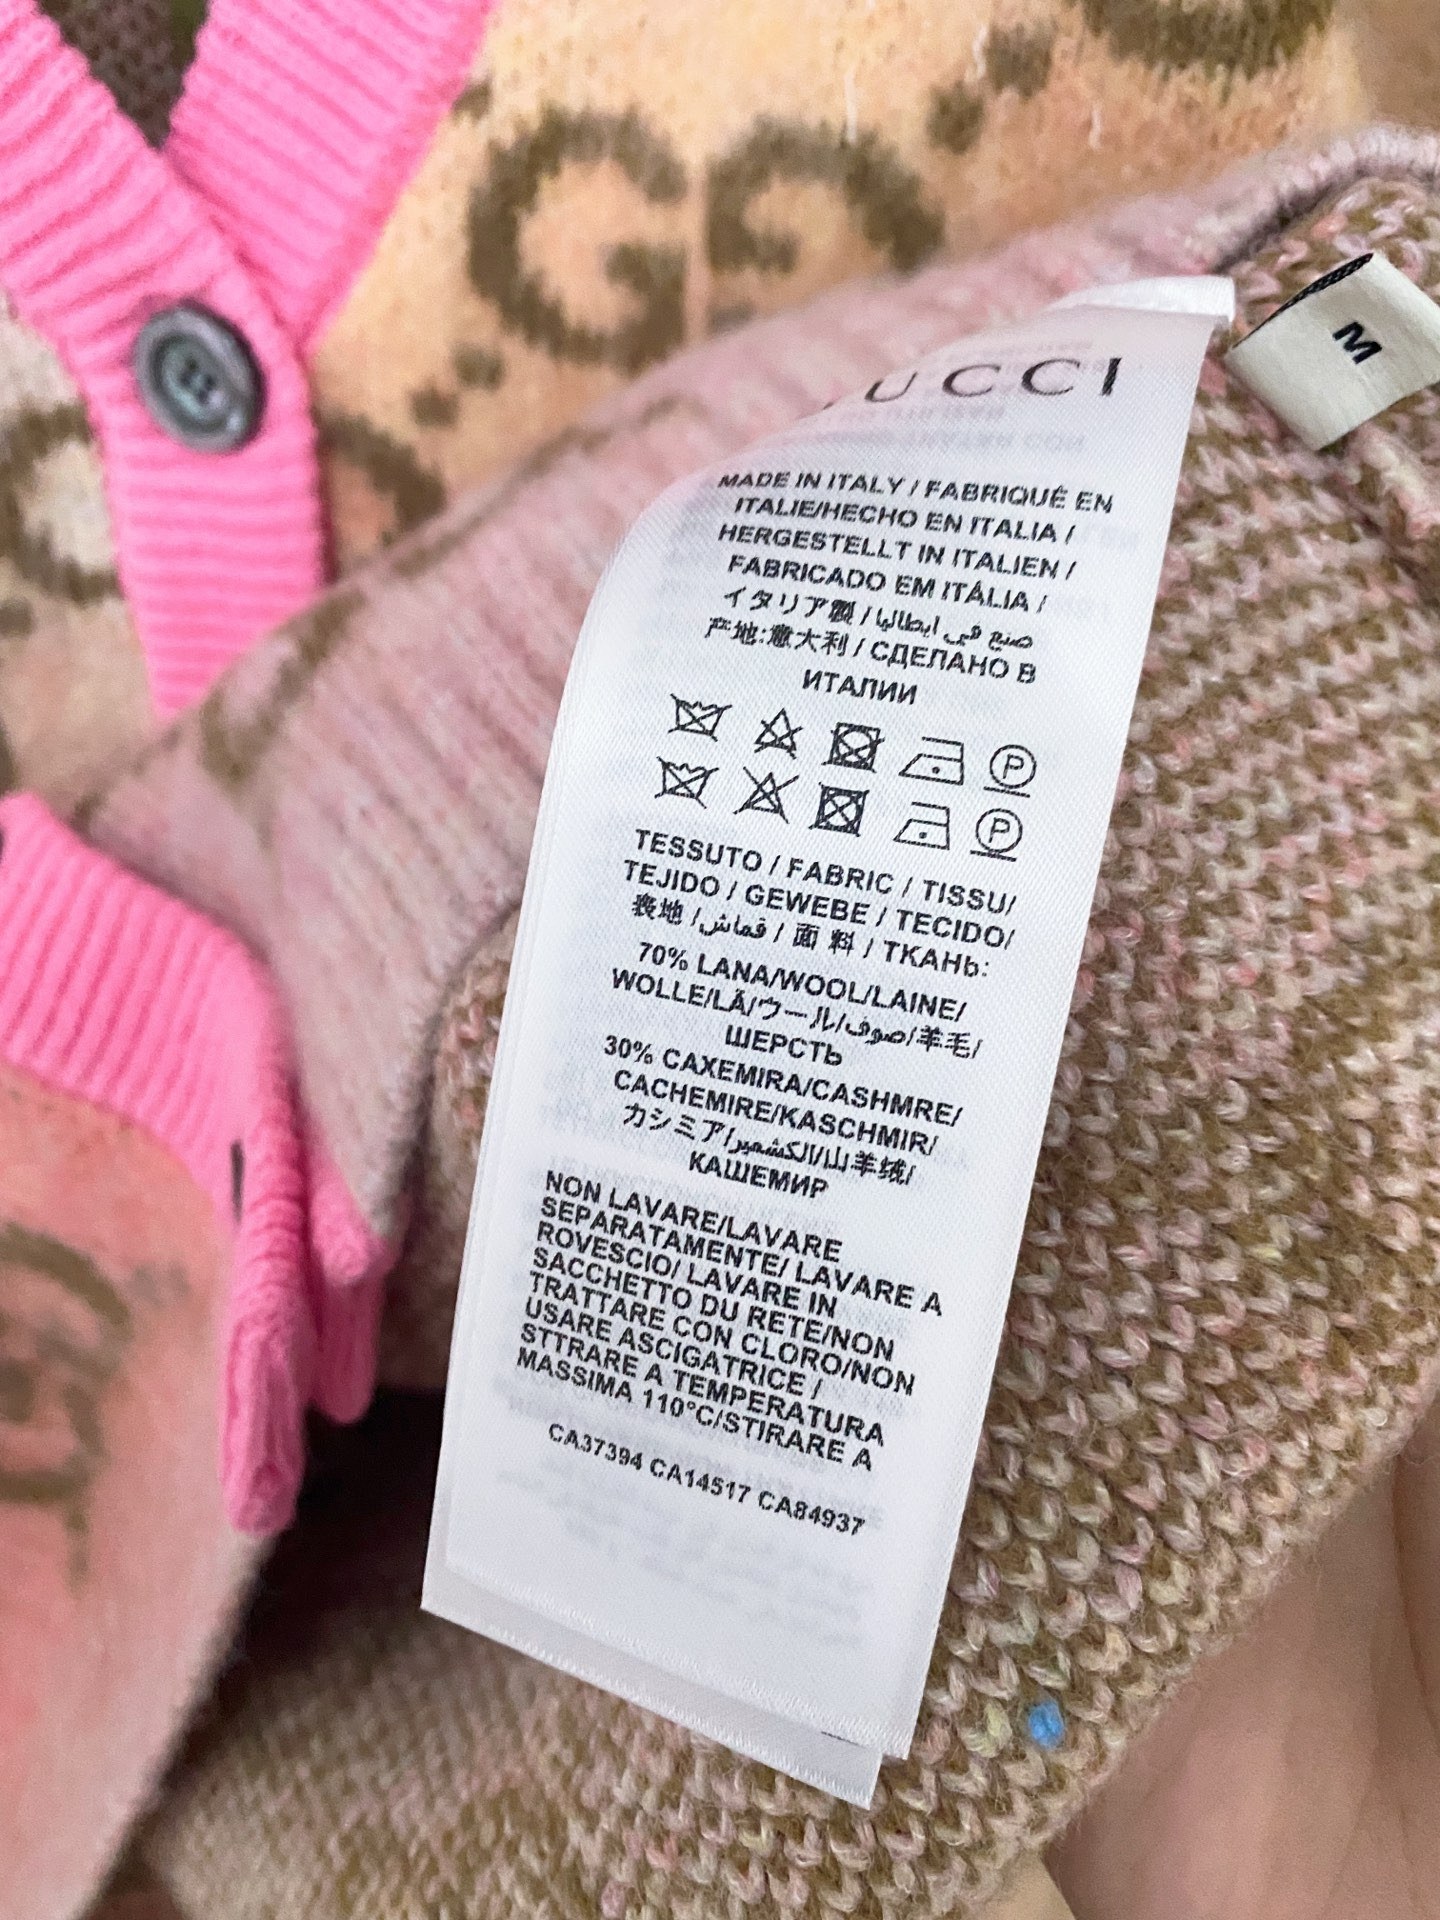 GUCCI
M
MADE IN ITALY / FABRIQUÉ EN
ITALIE/HECHO EN ITALIA /
HERGESTELLT IN ITALIEN /
FABRICADO EM ITÁLIA /
イタリア製 / صنع في ايطاليا
产地:意大利 / СДЕЛАНО В
ИТАЛИИ
P
P
TESSUTO / FABRIC / TISSU/
TEJIDO / GEWEBE / TECIDO/
表地 / قماش / 面 料 / ТКАНЬ:
70% LANA/WOOL/LAINE/
WOLLE/LÃ/ウール/صوف/羊毛/
ШЕРСТЬ
30% CAXEMIRA/CASHMRE/
CACHEMIRE/KASCHMIR/
カシミア/الكشمير/山羊绒/
КАШЕМИР
NON LAVARE/LAVARE
SEPARATAMENTE/ LAVARE A
ROVESCIO/ LAVARE IN
SACCHETTO DU RETE/NON
TRATTARE CON CLORO/NON
USARE ASCIGATRICE /
STTRARE A TEMPERATURA
MASSIMA 110°C/STIRARE A
CA37394 CA14517 CA84937